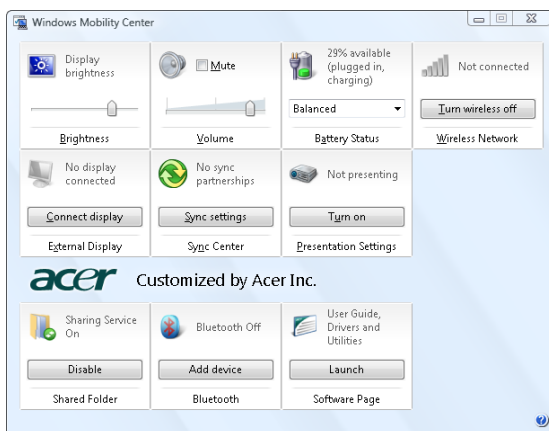 Windows Mobility Center
Display
brightness
Brightness
Mute
Volume
29% available
(plugged in,
charging)
Balanced
Battery Status
Not connected
Turn wireless off
Wireless Network
No display
connected
Connect display
External Display
No sync
partnerships
Sync settings
Sync Center
Not presenting
Turn on
Presentation Settings
acer Customized by Acer Inc.
Sharing Service
On
Disable
Shared Folder
Bluetooth Off
Add device
Bluetooth
User Guide,
Drivers and
Utilities
Launch
Software Page
?